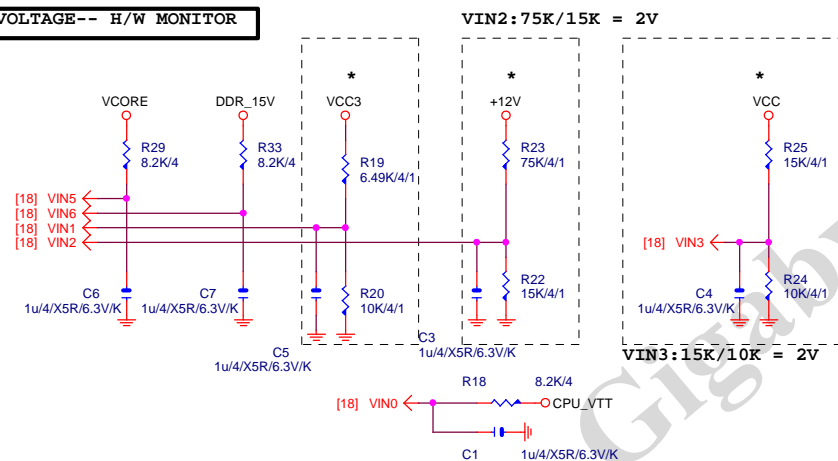 VOLTAGE-- H/W MONITOR
VIN2:75K/15K = 2V
*
*
*
VCORE
DDR_15V
VCC3
+12V
VCC
R29
8.2K/4
R33
8.2K/4
R19
6.49K/4/1
R23
75K/4/1
R25
15K/4/1
[18] VIN5
[18] VIN6
[18] VIN1
[18] VIN2
[18] VIN3
C6
1u/4/X5R/6.3V/K
C7
1u/4/X5R/6.3V/K
R20
10K/4/1
R22
15K/4/1
C4
1u/4/X5R/6.3V/K
R24
10K/4/1
C5
1u/4/X5R/6.3V/K
C3
1u/4/X5R/6.3V/K
VIN3:15K/10K = 2V
R18
8.2K/4
[18] VIN0
CPU_VTT
C1
1u/4/X5R/6.3V/K